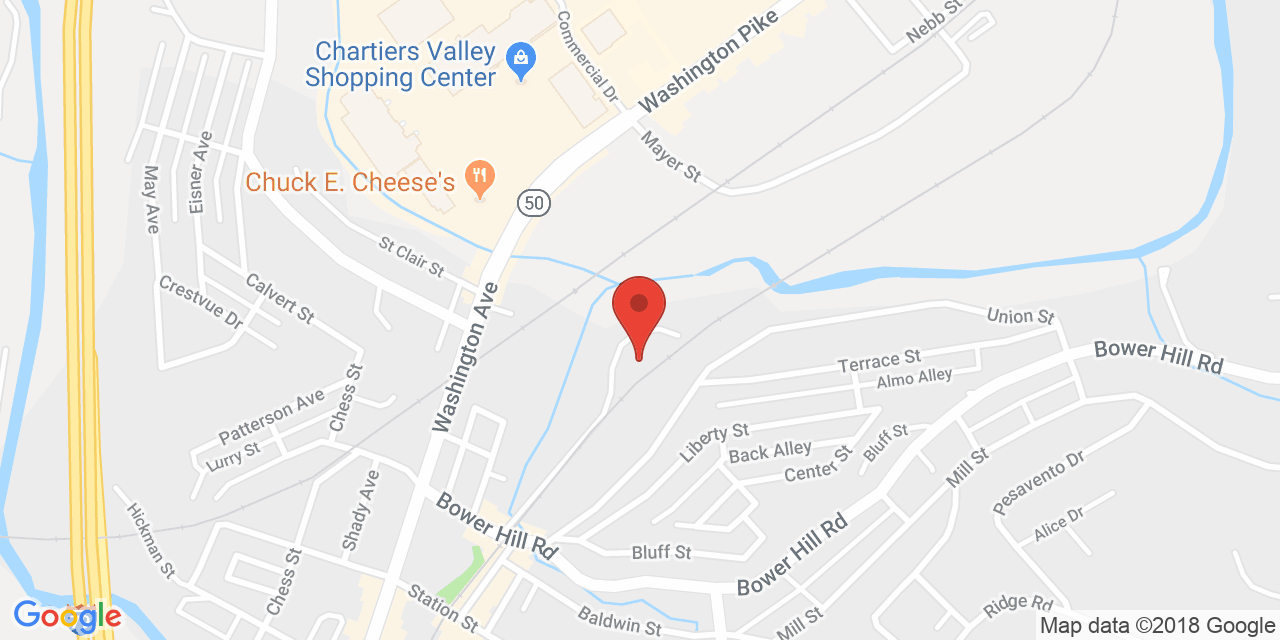 Nebb St
Washington Pike
Commercial Dr
Chartiers Valley
Shopping Center
Mayer St
Eisner Ave
May Ave
Chuck E. Cheese's
50
St Clair St
Crestvue Dr
Calvert St
Washington Ave
Union St
Bower Hill Rd
Terrace St
Almo Alley
Chess St
Patterson Ave
Lurry St
Liberty St
Back Alley
Center St
Bluff St
Mill St
Pesavento Dr
Alice Dr
Hickman St
Shady Ave
Bower Hill Rd
Bluff St
Bower Hill Rd
Chess St
Station St
Baldwin St
Mill St
Ridge Rd
Google
Map data ©2018 Google